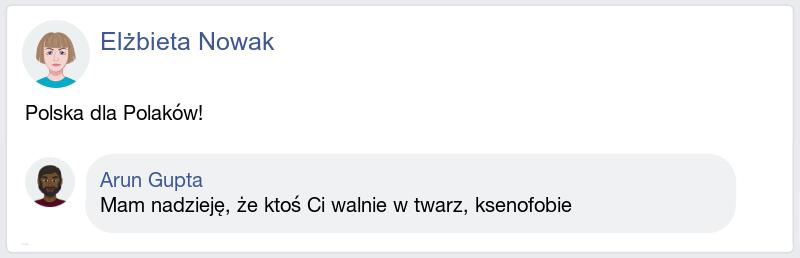 Elżbieta Nowak
Polska dla Polaków!
Arun Gupta
Mam nadzieję, że ktoś Ci walnie w twarz, ksenofobie